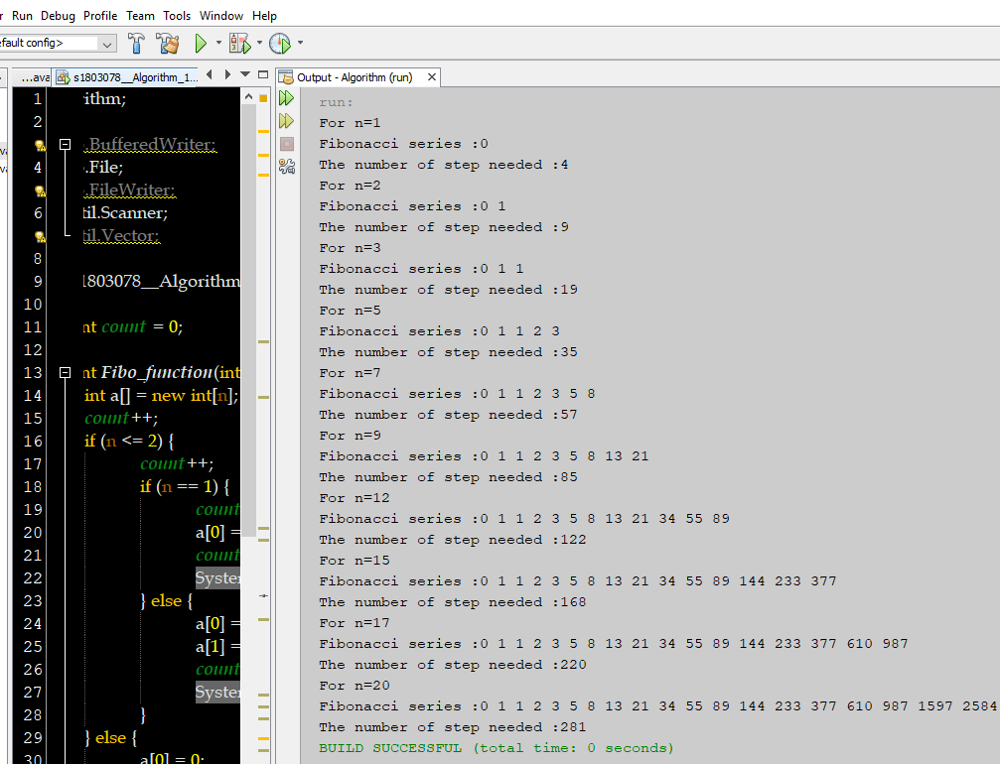 r Run Debug Profile Team Tools Window Help
efault config>
...ava s1803078__Algorithm_1... Output - Algorithm (run)
1 ithm;
2
.BufferedWriter;
4 .File;
.FileWriter;
6 til.Scanner;
til.Vector;
8
9 1803078__Algorithm
10
11 nt count = 0;
12
13 nt Fibo_function(int
14 int a[] = new int[n];
15 count++;
16 if (n <= 2) {
17 count++;
18 if (n == 1) {
19 count
20 a[0] =
21 count
22 System
23 } else {
24 a[0] =
25 a[1] =
26 count
27 System
28 }
29 } else {
30 a[0] = 0;
run:
For n=1
Fibonacci series :0
The number of step needed :4
For n=2
Fibonacci series :0 1
The number of step needed :9
For n=3
Fibonacci series :0 1 1
The number of step needed :19
For n=5
Fibonacci series :0 1 1 2 3
The number of step needed :35
For n=7
Fibonacci series :0 1 1 2 3 5 8
The number of step needed :57
For n=9
Fibonacci series :0 1 1 2 3 5 8 13 21
The number of step needed :85
For n=12
Fibonacci series :0 1 1 2 3 5 8 13 21 34 55 89
The number of step needed :122
For n=15
Fibonacci series :0 1 1 2 3 5 8 13 21 34 55 89 144 233 377
The number of step needed :168
For n=17
Fibonacci series :0 1 1 2 3 5 8 13 21 34 55 89 144 233 377 610 987
The number of step needed :220
For n=20
Fibonacci series :0 1 1 2 3 5 8 13 21 34 55 89 144 233 377 610 987 1597 2584
The number of step needed :281
BUILD SUCCESSFUL (total time: 0 seconds)